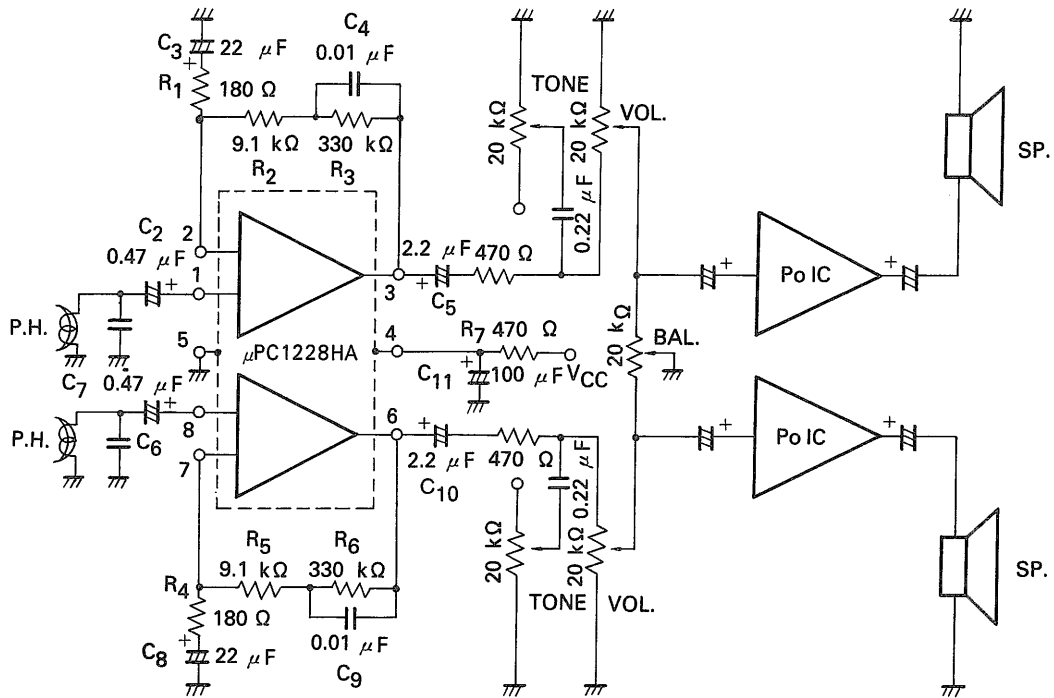 C3 22 μF
C4
0.01 μF
R1 180 Ω
9.1 kΩ 330 kΩ
R2 R3
TONE
20 kΩ
20 kΩ
VOL.
0.22 μF
SP.
C2
0.47 μF
2
1
2.2 μF 470 Ω
3
C5
Po IC
P.H.
5
μPC1228HA
4
R7 470 Ω
C11 100 μF VCC
20 kΩ
BAL.
C7 0.47 μF
P.H.
8
C6
7
6
2.2 μF 470 Ω
C10
0.22 μF
Po IC
R5 R6
9.1 kΩ 330 kΩ
R4
180 Ω
20 kΩ
20 kΩ
TONE VOL.
SP.
0.01 μF
C8 22 μF
C9